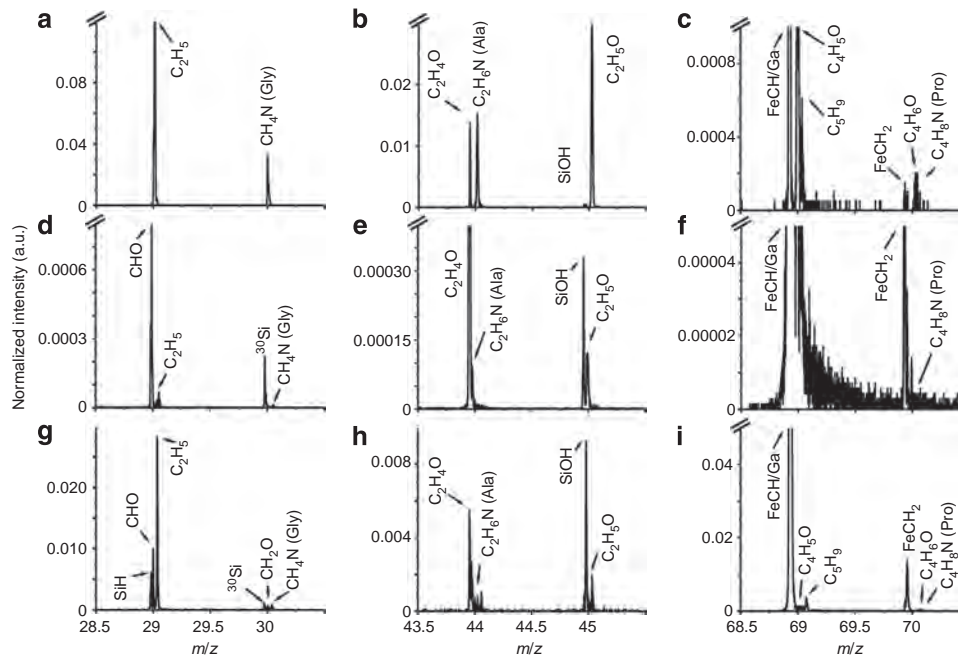 a
C₂H₅
CH₄N (Gly)
0.08
0.04
0
b
C₂H₄O
C₂H₆N (Ala)
C₂H₅O
SiOH
0.02
0.01
0
c
FeCH/Ga
C₄H₅O
C₅H₉
FeCH₂
C₄H₆O
C₄H₈N (Pro)
0.0008
0.0004
0
Normalized intensity (a.u.)
d
CHO
C₂H₅
³⁰Si
CH₄N (Gly)
0.0006
0.0003
0
e
C₂H₄O
C₂H₆N (Ala)
SiOH
C₂H₅O
0.00030
0.00015
0
f
FeCH/Ga
FeCH₂
C₄H₈N (Pro)
0.00004
0.00002
0
g
SiH
CHO
C₂H₅
³⁰Si
CH₂O
CH₄N (Gly)
0.020
0.010
0
28.5 29 29.5 30
m/z
h
C₂H₄O
C₂H₆N (Ala)
SiOH
C₂H₅O
0.008
0.004
0
43.5 44 45
m/z
i
FeCH/Ga
C₄H₅O
C₅H₉
FeCH₂
C₄H₆O
C₄H₈N (Pro)
0.04
0.02
0
68.5 69 70
m/z